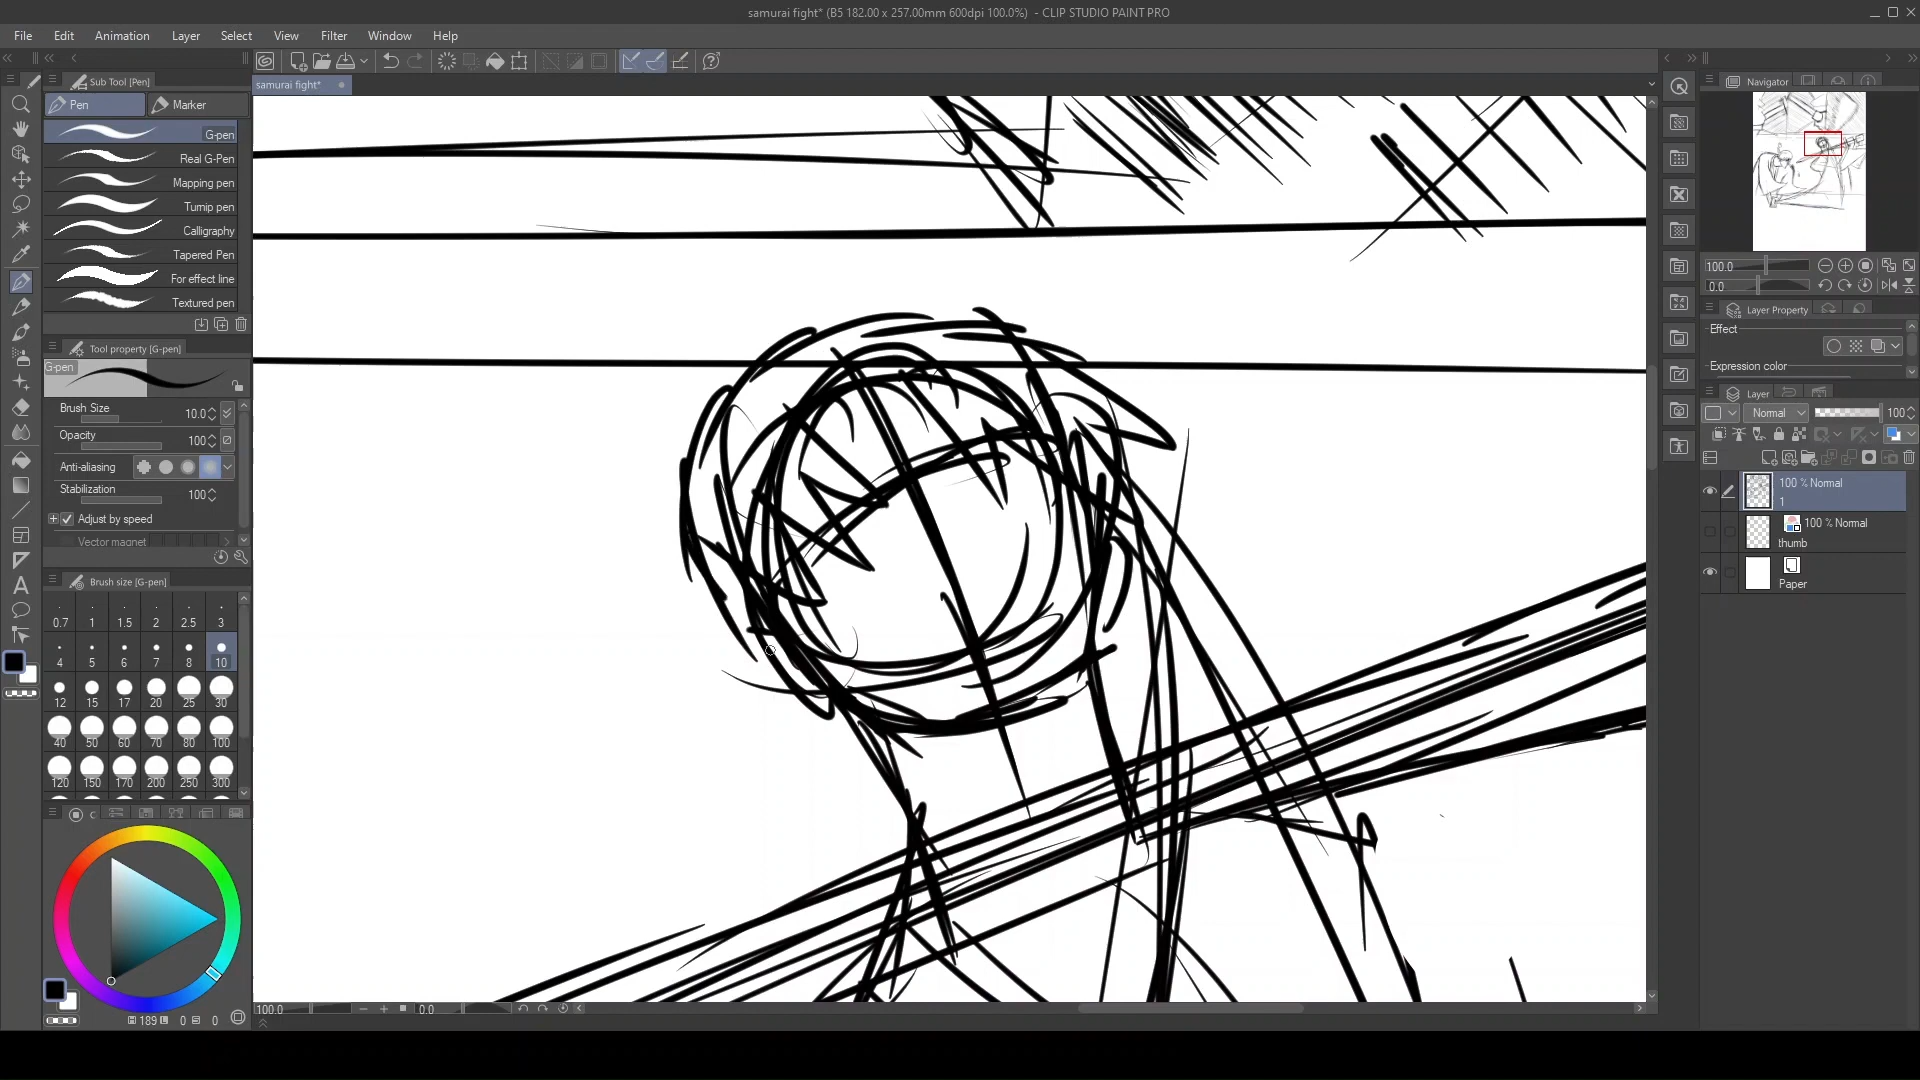 samurai fight* (B5 182.00 x 257.00mm 600dpi 100.0%) - CLIP STUDIO PAINT PRO
File Edit Animation Layer Select View Filter Window Help
Sub Tool [Pen]
samurai fight*
Navigator
Pen Marker
G-pen
Real G-Pen
Mapping pen
Turnip pen
Calligraphy
Tapered Pen
For effect line
Textured pen
100.0
0.0
Layer Property
Effect
Expression color
Tool property [G-pen]
G-pen
Brush Size 10.0
Opacity 100
Anti-aliasing
Stabilization 100
Adjust by speed
Vector magnet
Layer
Normal 100
100 % Normal
1
100 % Normal
thumb
Paper
Brush size [G-pen]
0.7 1 1.5 2 2.5 3
4 5 6 7 8 10
12 15 17 20 25 30
40 50 60 70 80 100
120 150 170 200 250 300
C
189 0 0
100.0 0.0